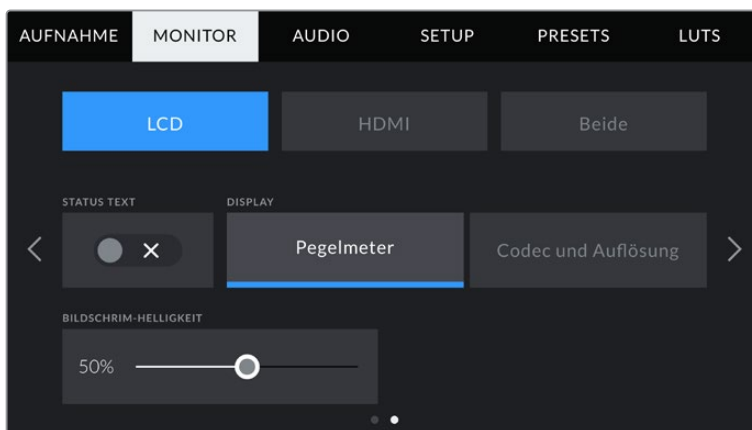 AUFNAHME MONITOR AUDIO SETUP PRESETS LUTS
LCD HDMI Beide
STATUS TEXT DISPLAY
Pegelmeter Codec und Auflösung
BILDSCHRIM-HELLIGKEIT
50%